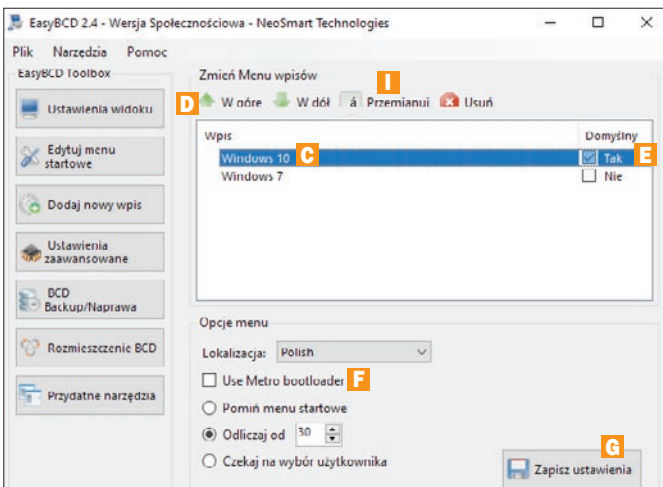 EasyBCD 2.4 - Wersja Społecznościowa - NeoSmart Technologies
Plik Narzędzia Pomoc
EasyBCD Toolbox
Ustawienia widoku
Edytuj menu
startowe
Dodaj nowy wpis
Ustawienia
zaawansowane
BCD
Backup/Naprawa
Rozmieszczenie BCD
Przydatne narzędzia
Zmień Menu wpisów
I
D W górę W dół á Przemianuj Usuń
Wpis Domyślny
Windows 10 C Tak E
Windows 7 Nie
Opcje menu
Lokalizacja: Polish
Use Metro bootloader F
Pomiń menu startowe
Odliczaj od 30
Czekaj na wybór użytkownika
G
Zapisz ustawienia